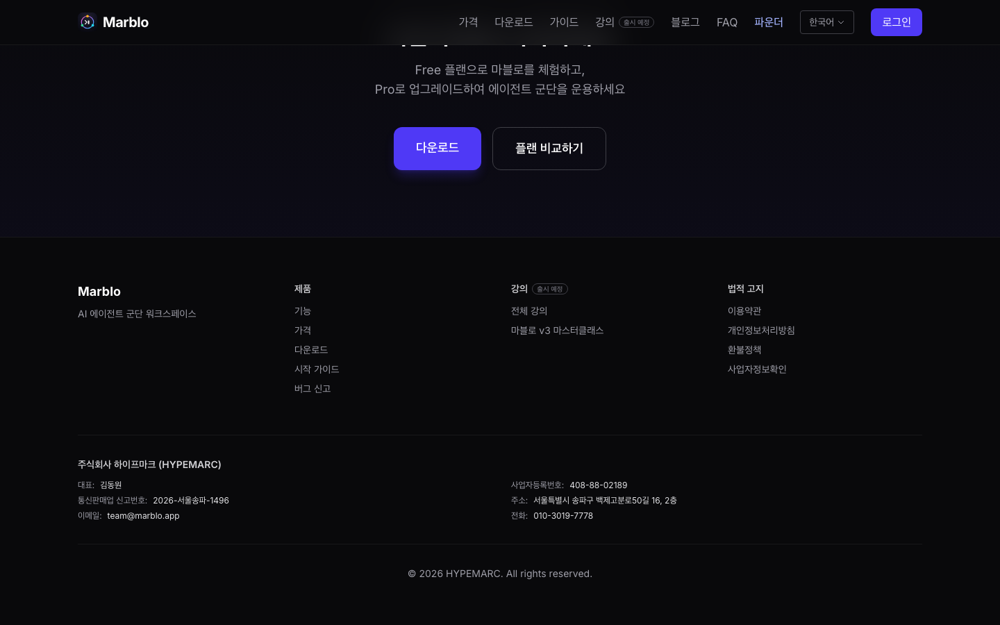 Marblo
가격
다운로드
가이드
강의 출시 예정
블로그
FAQ
파운더
한국어
로그인
Free 플랜으로 마블로를 체험하고,
Pro로 업그레이드하여 에이전트 군단을 운용하세요
다운로드
플랜 비교하기
Marblo
AI 에이전트 군단 워크스페이스
제품
기능
가격
다운로드
시작 가이드
버그 신고
강의 출시 예정
전체 강의
마블로 v3 마스터클래스
법적 고지
이용약관
개인정보처리방침
환불정책
사업자정보확인
주식회사 하이프마크 (HYPEMARC)
대표: 김동원
사업자등록번호: 408-88-02189
통신판매업 신고번호: 2026-서울송파-1496
주소: 서울특별시 송파구 백제고분로50길 16, 2층
이메일: team@marblo.app
전화: 010-3019-7778
© 2026 HYPEMARC. All rights reserved.